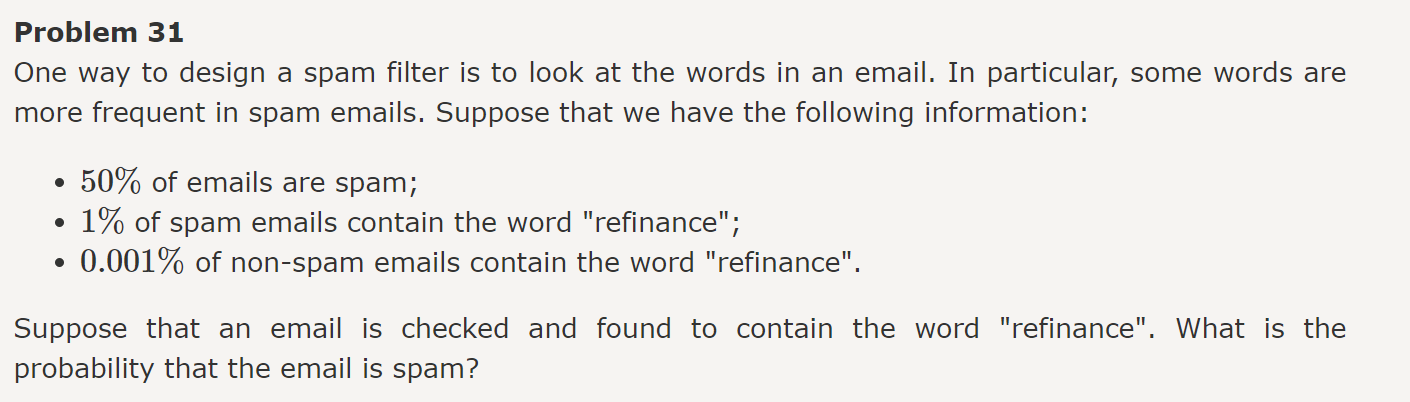 Problem 31
One way to design a spam filter is to look at the words in an email. In particular, some words are
more frequent in spam emails. Suppose that we have the following information:
• 50% of emails are spam;
• 1% of spam emails contain the word "refinance";
• 0.001% of non-spam emails contain the word "refinance".
Suppose that an email is checked and found to contain the word "refinance". What is the
probability that the email is spam?